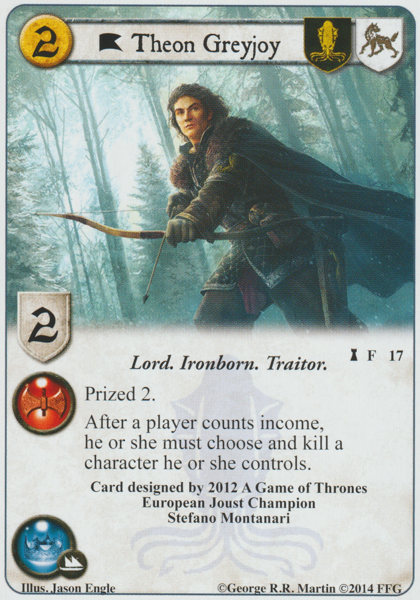 2
Theon Greyjoy
2
Lord. Ironborn. Traitor.
F 17
Prized 2.
After a player counts income,
he or she must choose and kill a
character he or she controls.
Card designed by 2012 A Game of Thrones
European Joust Champion
Stefano Montanari
Illus. Jason Engle
©George R.R. Martin ©2014 FFG